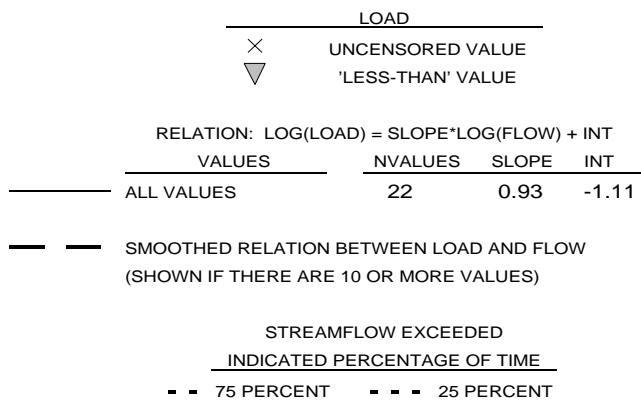 LOAD
UNCENSORED VALUE
'LESS-THAN' VALUE
RELATION: LOG(LOAD) = SLOPE*LOG(FLOW) + INT
VALUES NVALUES SLOPE INT
ALL VALUES 22 0.93 -1.11
SMOOTHED RELATION BETWEEN LOAD AND FLOW
(SHOWN IF THERE ARE 10 OR MORE VALUES)
STREAMFLOW EXCEEDED
INDICATED PERCENTAGE OF TIME
75 PERCENT 25 PERCENT